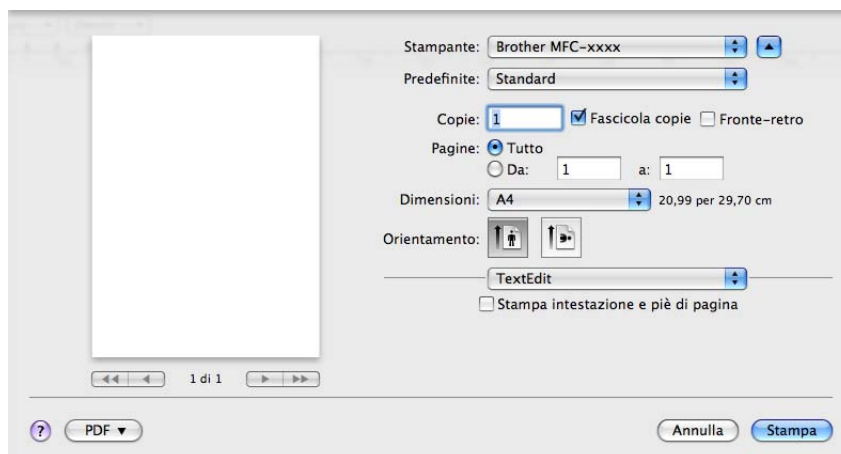 Stampante: Brother MFC-xxxx
Predefinite: Standard
Copie: 1 Fascicola copie Fronte-retro
Pagine: Tutto
Da: 1 a: 1
Dimensioni: A4 20,99 per 29,70 cm
Orientamento:
TextEdit
Stampa intestazione e piè di pagina
1 di 1
? PDF Annulla Stampa